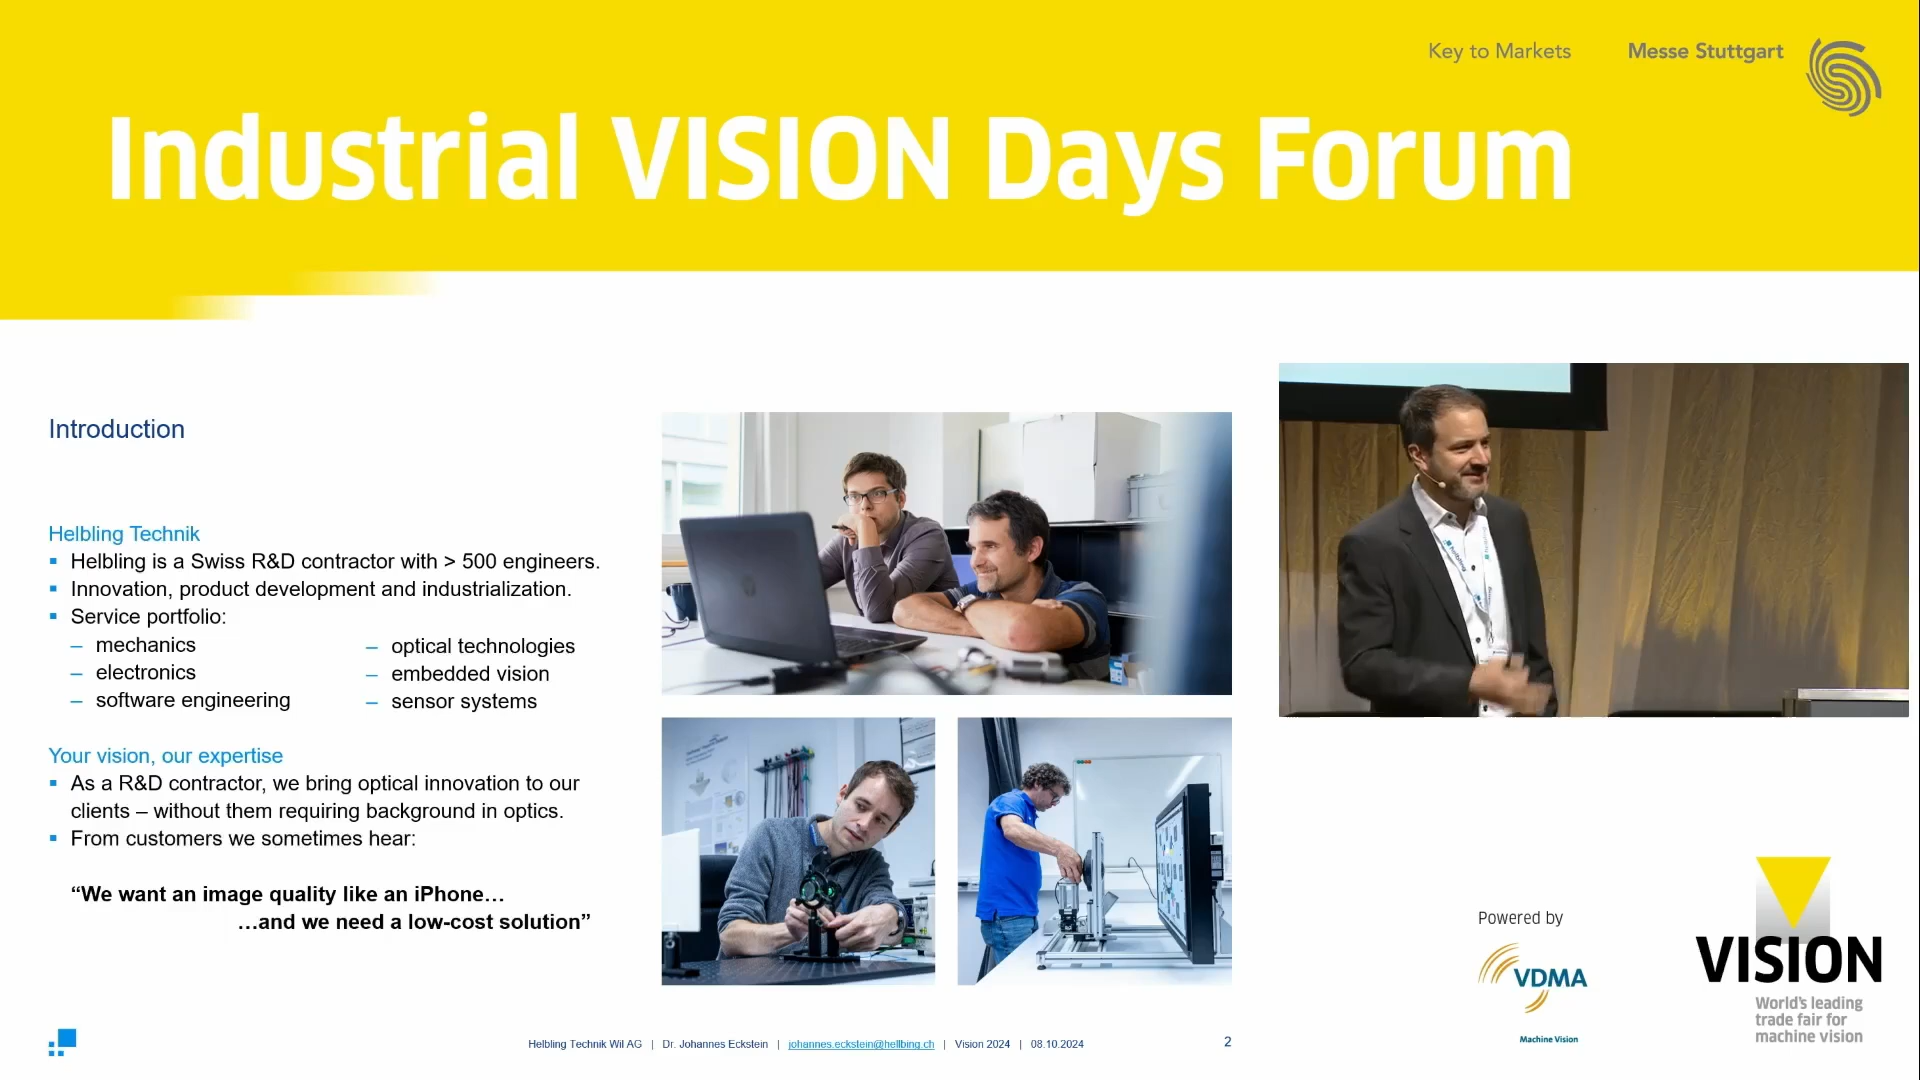 Key to Markets
Messe Stuttgart
Industrial VISION Days Forum
Introduction
Helbling Technik
▪ Helbling is a Swiss R&D contractor with > 500 engineers.
▪ Innovation, product development and industrialization.
▪ Service portfolio:
– mechanics
– electronics
– software engineering
– optical technologies
– embedded vision
– sensor systems
Your vision, our expertise
▪ As a R&D contractor, we bring optical innovation to our
clients – without them requiring background in optics.
▪ From customers we sometimes hear:
“We want an image quality like an iPhone…
…and we need a low-cost solution”
Helbling Technik Wil AG | Dr. Johannes Eckstein | johannes.eckstein@hellbing.ch | Vision 2024 | 08.10.2024
2
Powered by
VDMA
Machine Vision
VISION
World's leading
trade fair for
machine vision